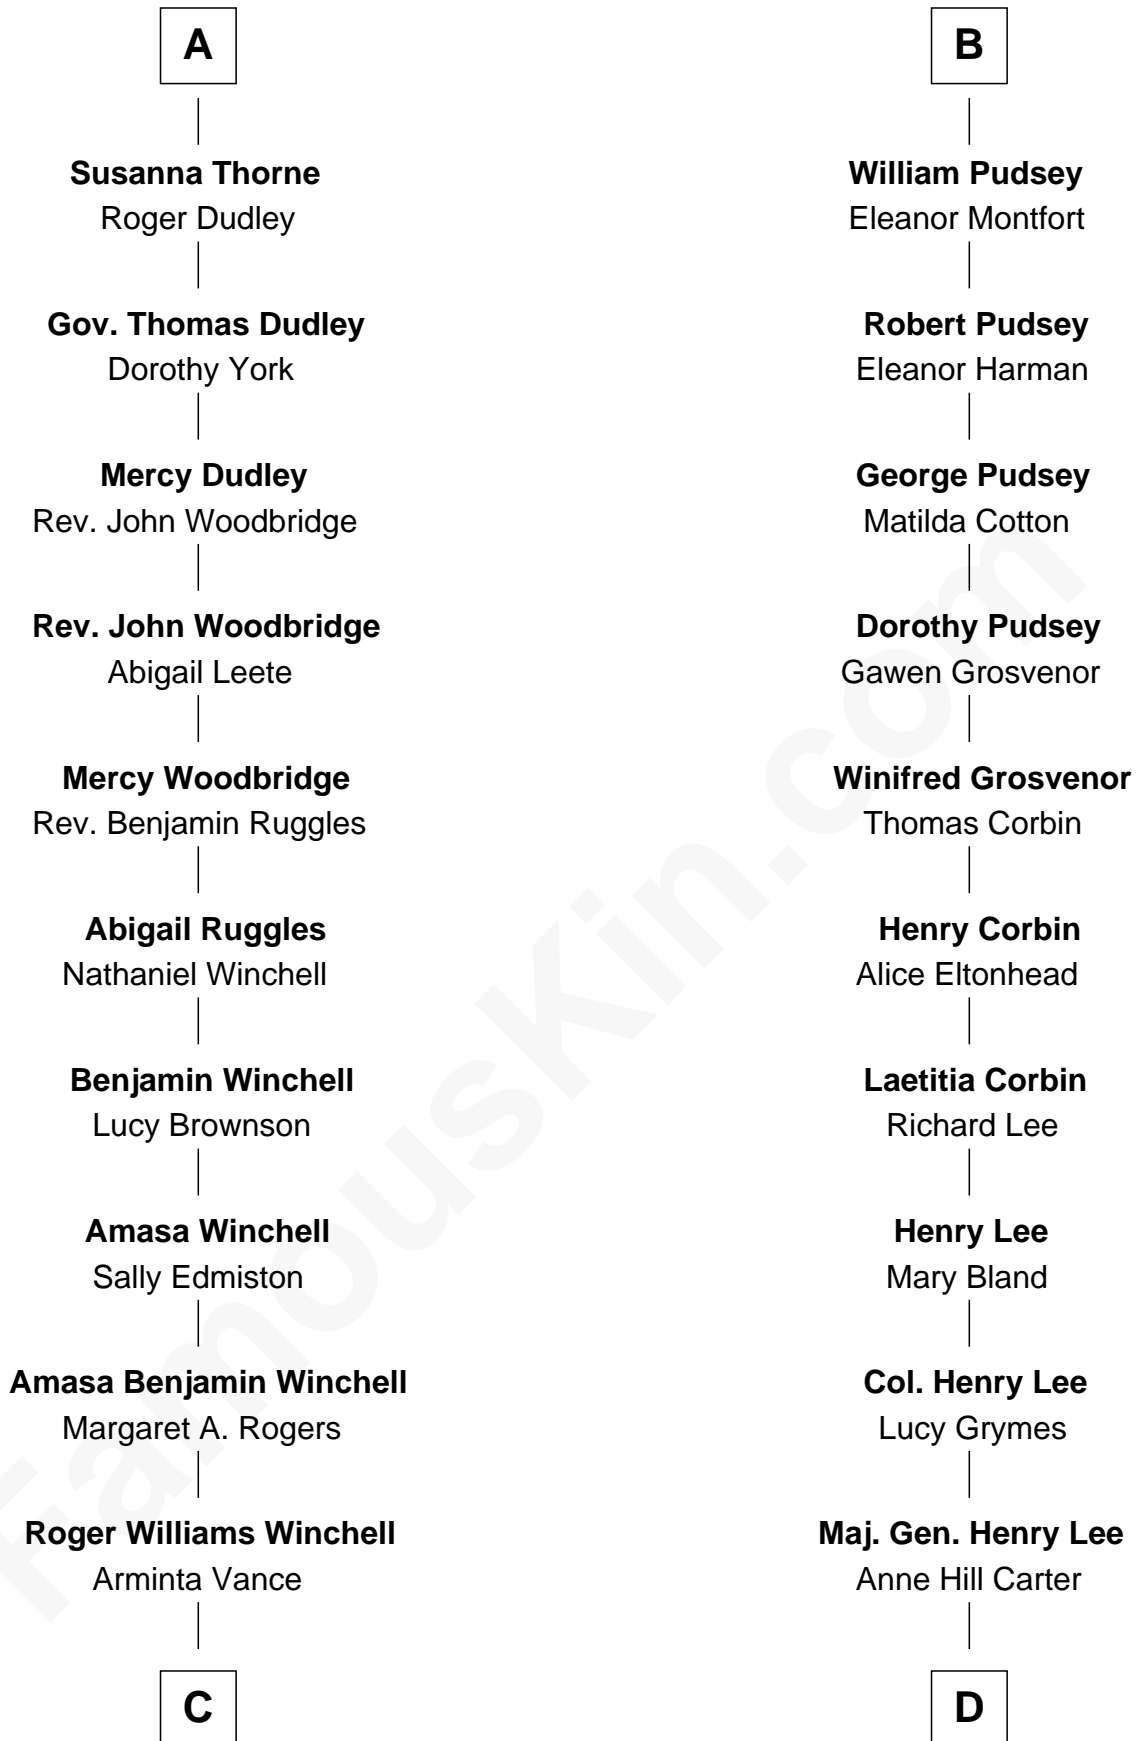 A
Susanna Thorne
Roger Dudley
Gov. Thomas Dudley
Dorothy York
Mercy Dudley
Rev. John Woodbridge
Rev. John Woodbridge
Abigail Leete
Mercy Woodbridge
Rev. Benjamin Ruggles
Abigail Ruggles
Nathaniel Winchell
Benjamin Winchell
Lucy Brownson
Amasa Winchell
Sally Edmiston
Amasa Benjamin Winchell
Margaret A. Rogers
Roger Williams Winchell
Arminta Vance
C
B
William Pudsey
Eleanor Montfort
Robert Pudsey
Eleanor Harman
George Pudsey
Matilda Cotton
Dorothy Pudsey
Gawen Grosvenor
Winifred Grosvenor
Thomas Corbin
Henry Corbin
Alice Eltonhead
Laetitia Corbin
Richard Lee
Henry Lee
Mary Bland
Col. Henry Lee
Lucy Grymes
Maj. Gen. Henry Lee
Anne Hill Carter
D
FamousKin.com